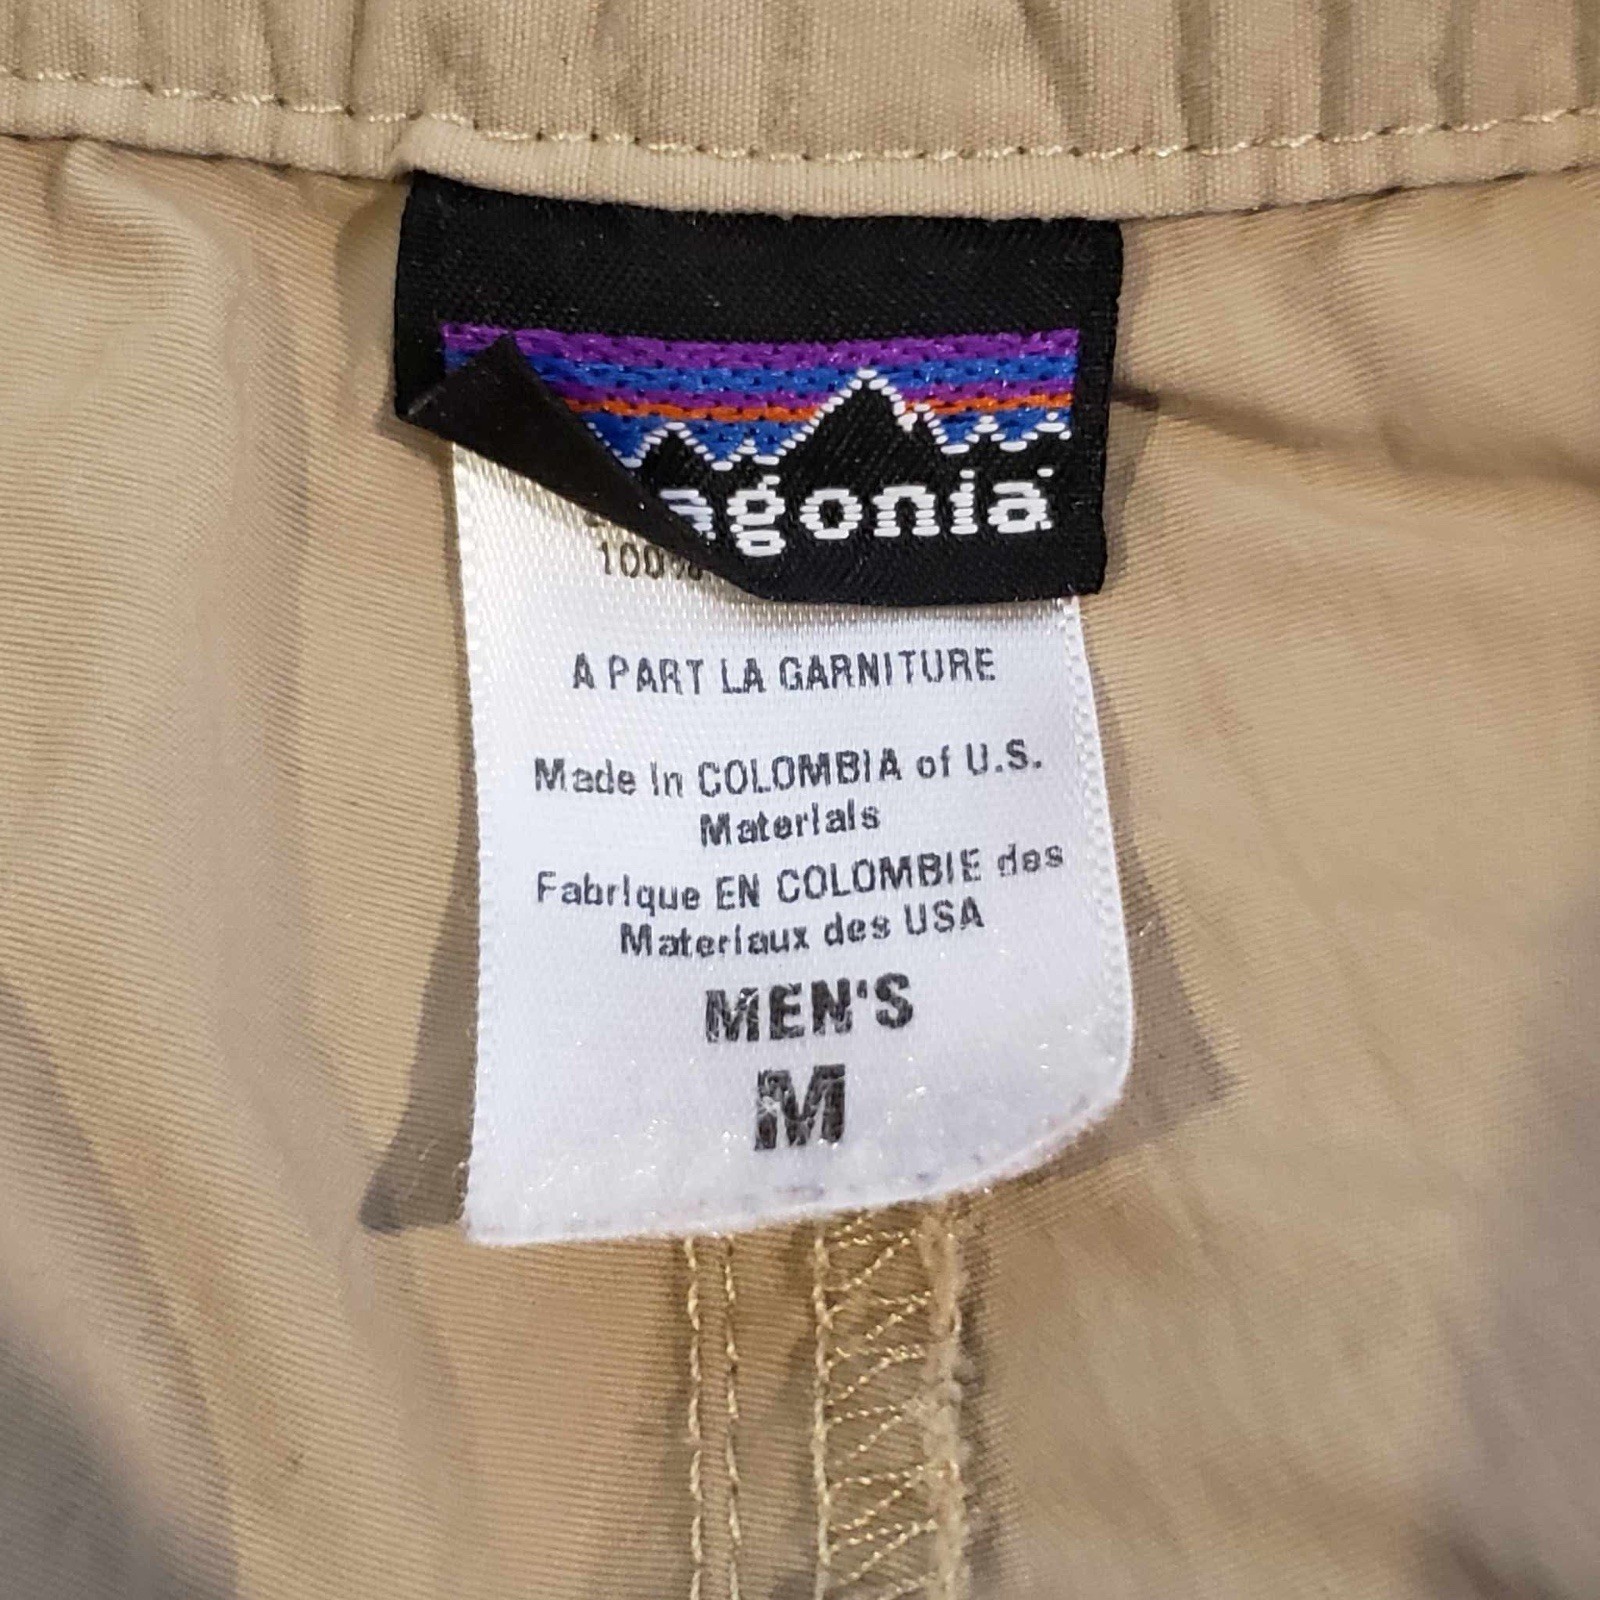 agonia
100%
A PART LA GARNITURE
Made In COLOMBIA of U.S.
Materials
Fabrique EN COLOMBIE des
Materiaux des USA
MEN'S
M